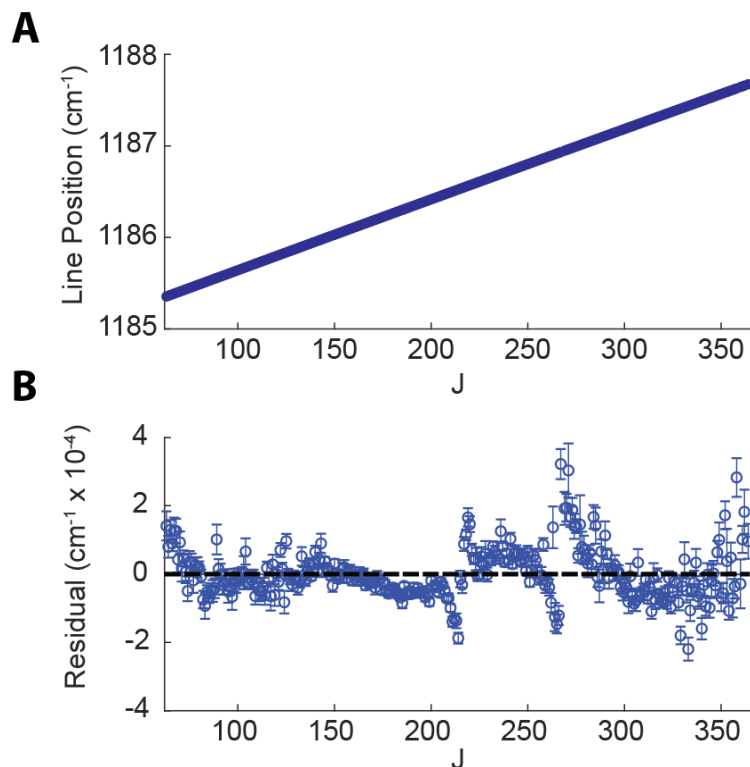 A
Line Position (cm⁻¹)
1188
1187
1186
1185
100 150 200 250 300 350
J
B
Residual (cm⁻¹ x 10⁻⁴)
4
2
0
-2
-4
100 150 200 250 300 350
J